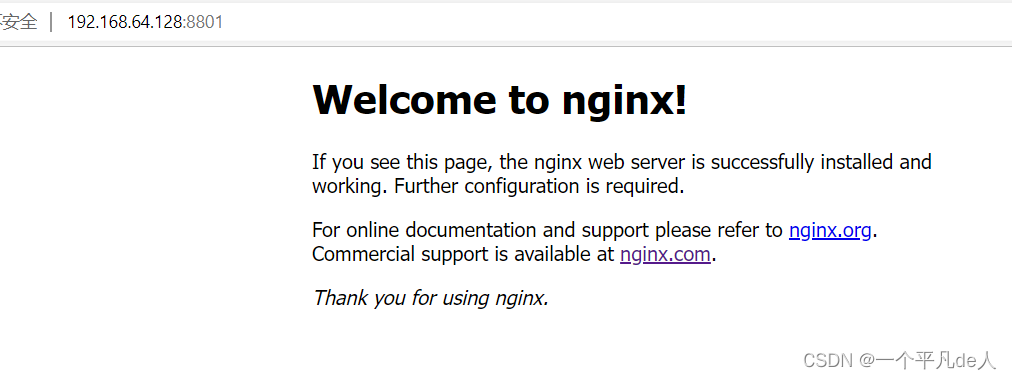 安全 | 192.168.64.128:8801
Welcome to nginx!
If you see this page, the nginx web server is successfully installed and
working. Further configuration is required.
For online documentation and support please refer to nginx.org.
Commercial support is available at nginx.com.
Thank you for using nginx.
CSDN @一个平凡de人